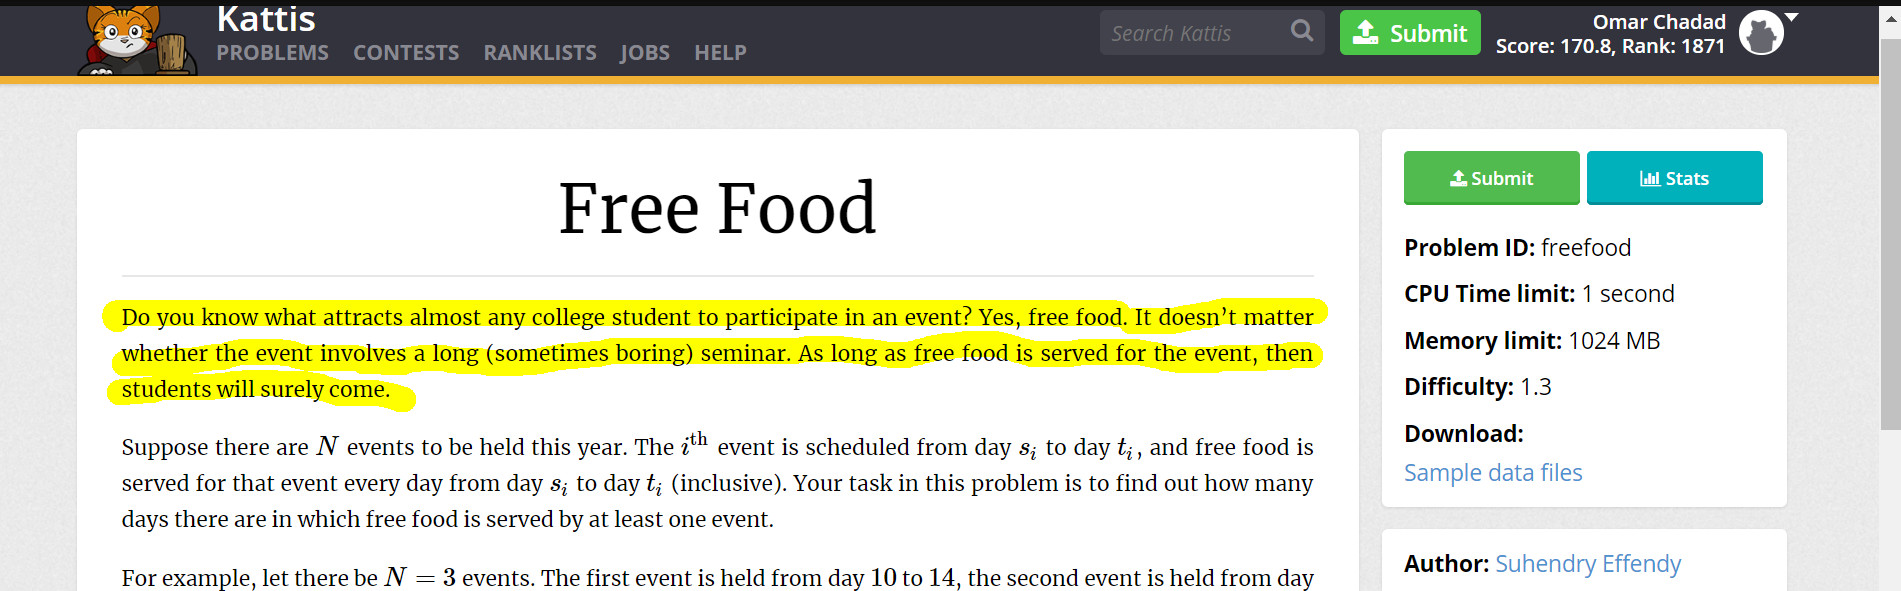 Kattis
PROBLEMS CONTESTS RANKLISTS JOBS HELP
Search Kattis
Submit
Omar Chadad
Score: 170.8, Rank: 1871
Free Food
Do you know what attracts almost any college student to participate in an event? Yes, free food. It doesn’t matter
whether the event involves a long (sometimes boring) seminar. As long as free food is served for the event, then
students will surely come.
Suppose there are N events to be held this year. The iᵗʰ event is scheduled from day sᵢ to day tᵢ, and free food is
served for that event every day from day sᵢ to day tᵢ (inclusive). Your task in this problem is to find out how many
days there are in which free food is served by at least one event.
For example, let there be N = 3 events. The first event is held from day 10 to 14, the second event is held from day
Submit
Stats
Problem ID: freefood
CPU Time limit: 1 second
Memory limit: 1024 MB
Difficulty: 1.3
Download:
Sample data files
Author: Suhendry Effendy